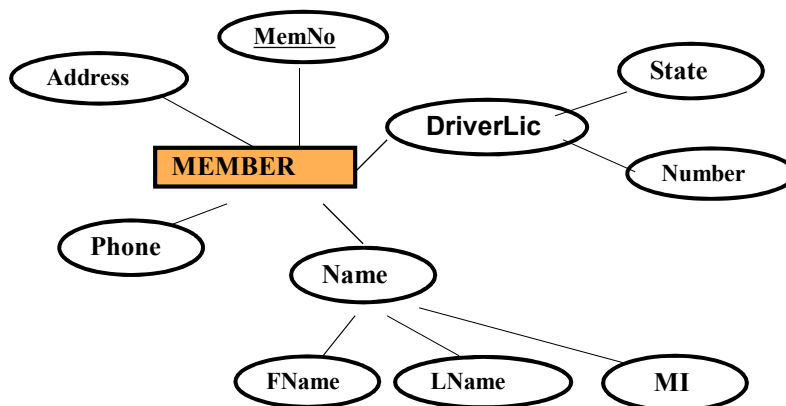 MemNo
Address
State
DriverLic
MEMBER
Number
Phone
Name
FName
LName
MI